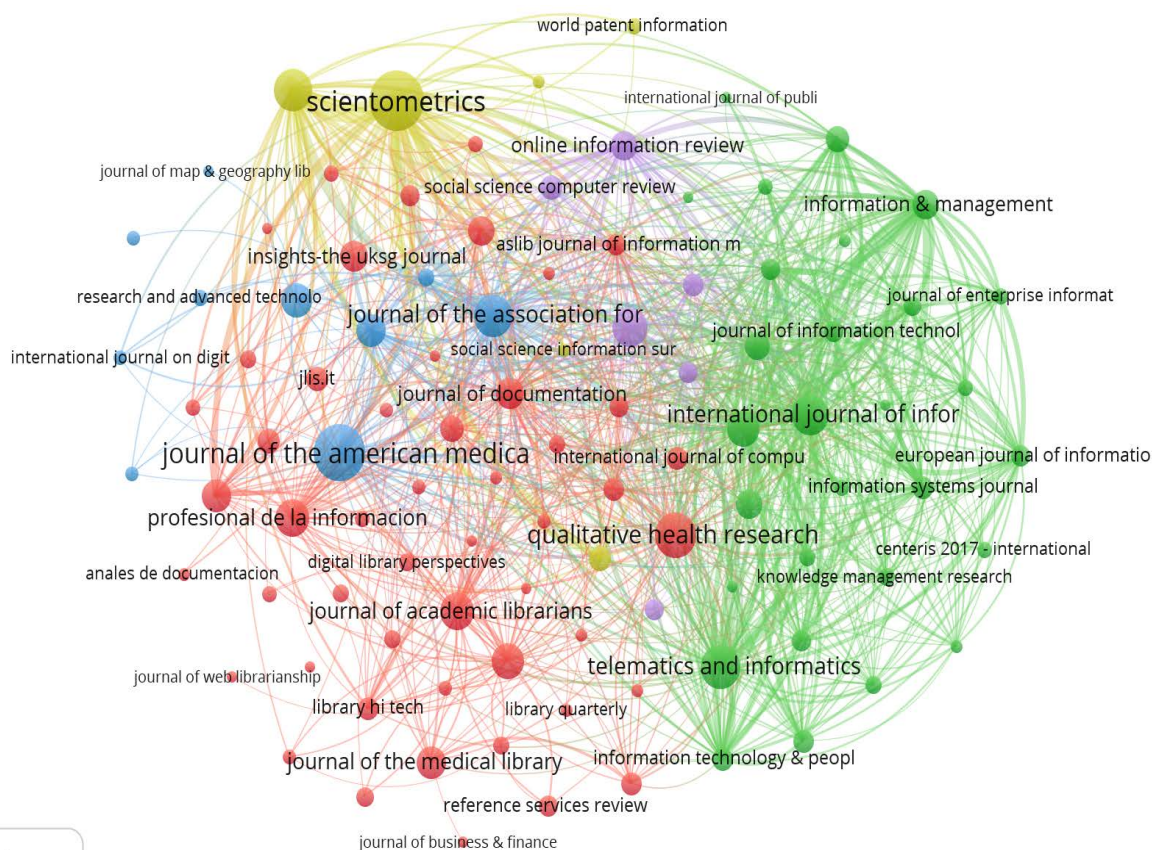 world patent information
scientometrics
international journal of publi
online information review
journal of map & geography lib
social science computer review
information & management
aslib journal of information m
insights-the uksg journal
research and advanced technolo
journal of enterprise informat
journal of the association for
journal of information technol
social science information sur
international journal on digit
jlis.it
journal of documentation
international journal of infor
journal of the american medica
international journal of compu
european journal of informatio
information systems journal
profesional de la informacion
qualitative health research
centeris 2017 - international
digital library perspectives
anales de documentacion
knowledge management research
journal of academic librarians
telematics and informatics
journal of web librarianship
library hi tech
library quarterly
journal of the medical library
information technology & peopl
reference services review
journal of business & finance